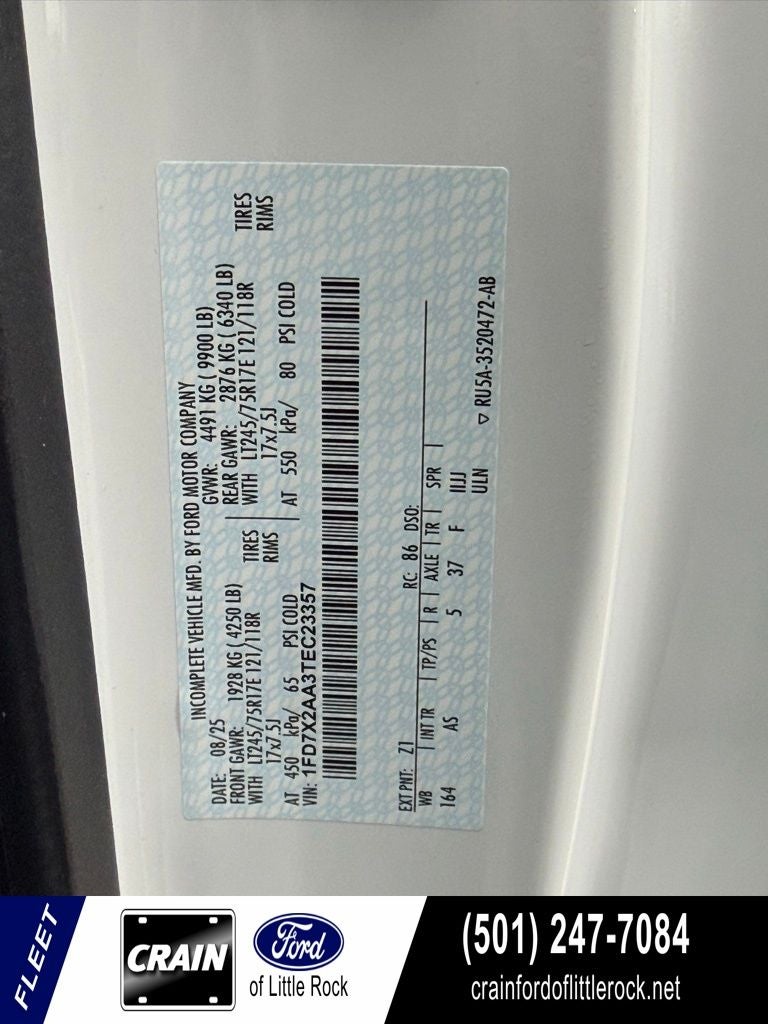 INCOMPLETE VEHICLE MFD. BY FORD MOTOR COMPANY
DATE: 08/25 GVWR: 4491 KG ( 9900 LB)
FRONT GAWR: 1928 KG ( 4250 LB) REAR GAWR: 2876 KG ( 6340 LB)
WITH LT245/75R17E 121/118R TIRES WITH LT245/75R17E 121/118R TIRES
17x7.5J RIMS 17x7.5J RIMS
AT 450 kPa/ 65 PSI COLD AT 550 kPa/ 80 PSI COLD
VIN: 1FD7X2AA3TEC23357
EXT PNT: Z1 RC: 86 DSO:
WB INT TR TP/PS R AXLE TR SPR
164 AS 5 37 F IIJJ
ULN
▽ RU5A-3520472-AB
FLEET
CRAIN
Ford
of Little Rock
(501) 247-7084
crainfordoflittlerock.net